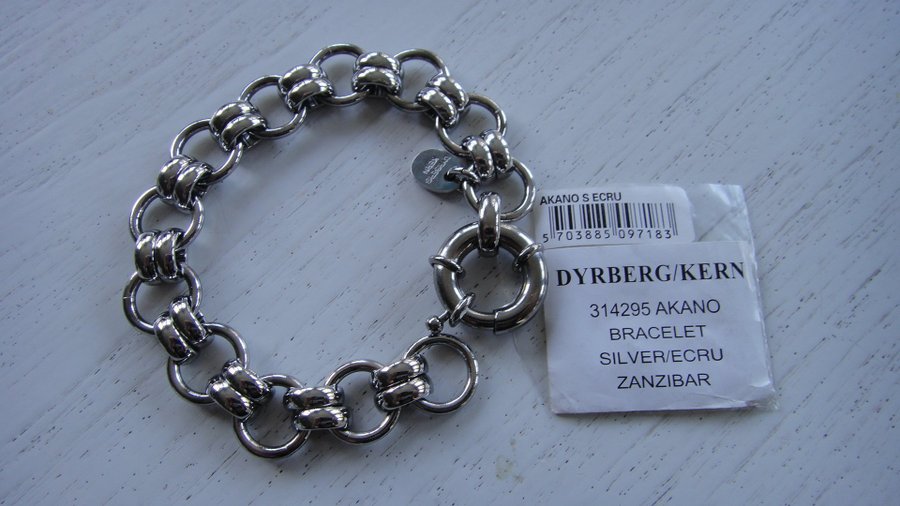 AKANO S ECRU
5 703885 097183
DYRBERG/KERN
314295 AKANO
BRACELET
SILVER/ECRU
ZANZIBAR